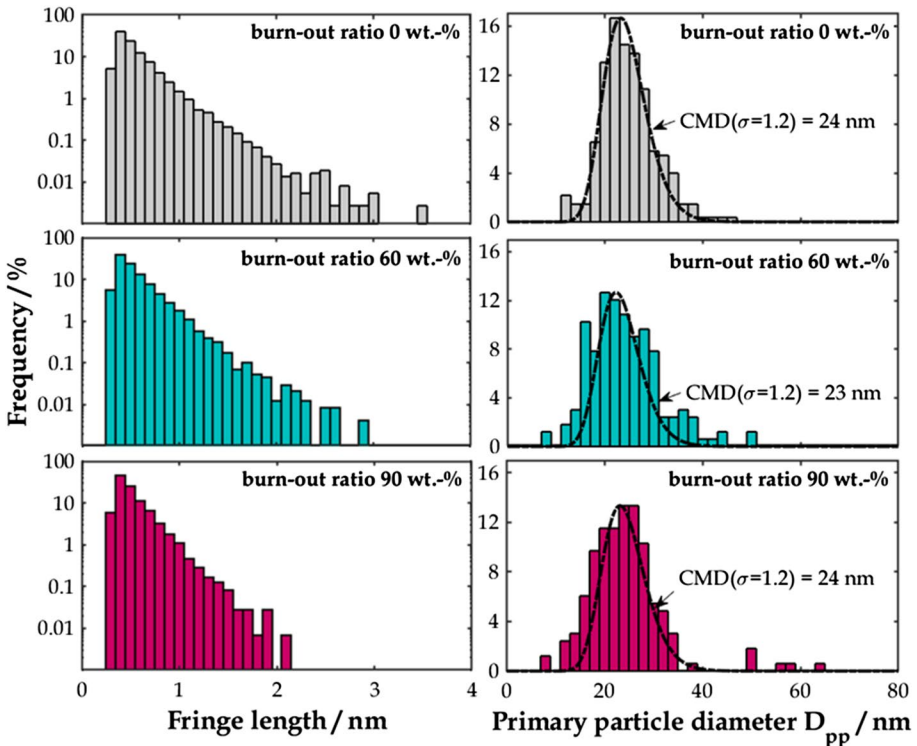 100
10
1
0.1
0.01
burn-out ratio 0 wt.-%
16
12
8
4
0
burn-out ratio 0 wt.-%
CMD(σ=1.2) = 24 nm
Frequency / %
100
10
1
0.1
0.01
burn-out ratio 60 wt.-%
16
12
8
4
0
burn-out ratio 60 wt.-%
CMD(σ=1.2) = 23 nm
100
10
1
0.1
0.01
burn-out ratio 90 wt.-%
0 1 2 3 4
Fringe length / nm
16
12
8
4
0
burn-out ratio 90 wt.-%
CMD(σ=1.2) = 24 nm
0 20 40 60 80
Primary particle diameter Dpp / nm